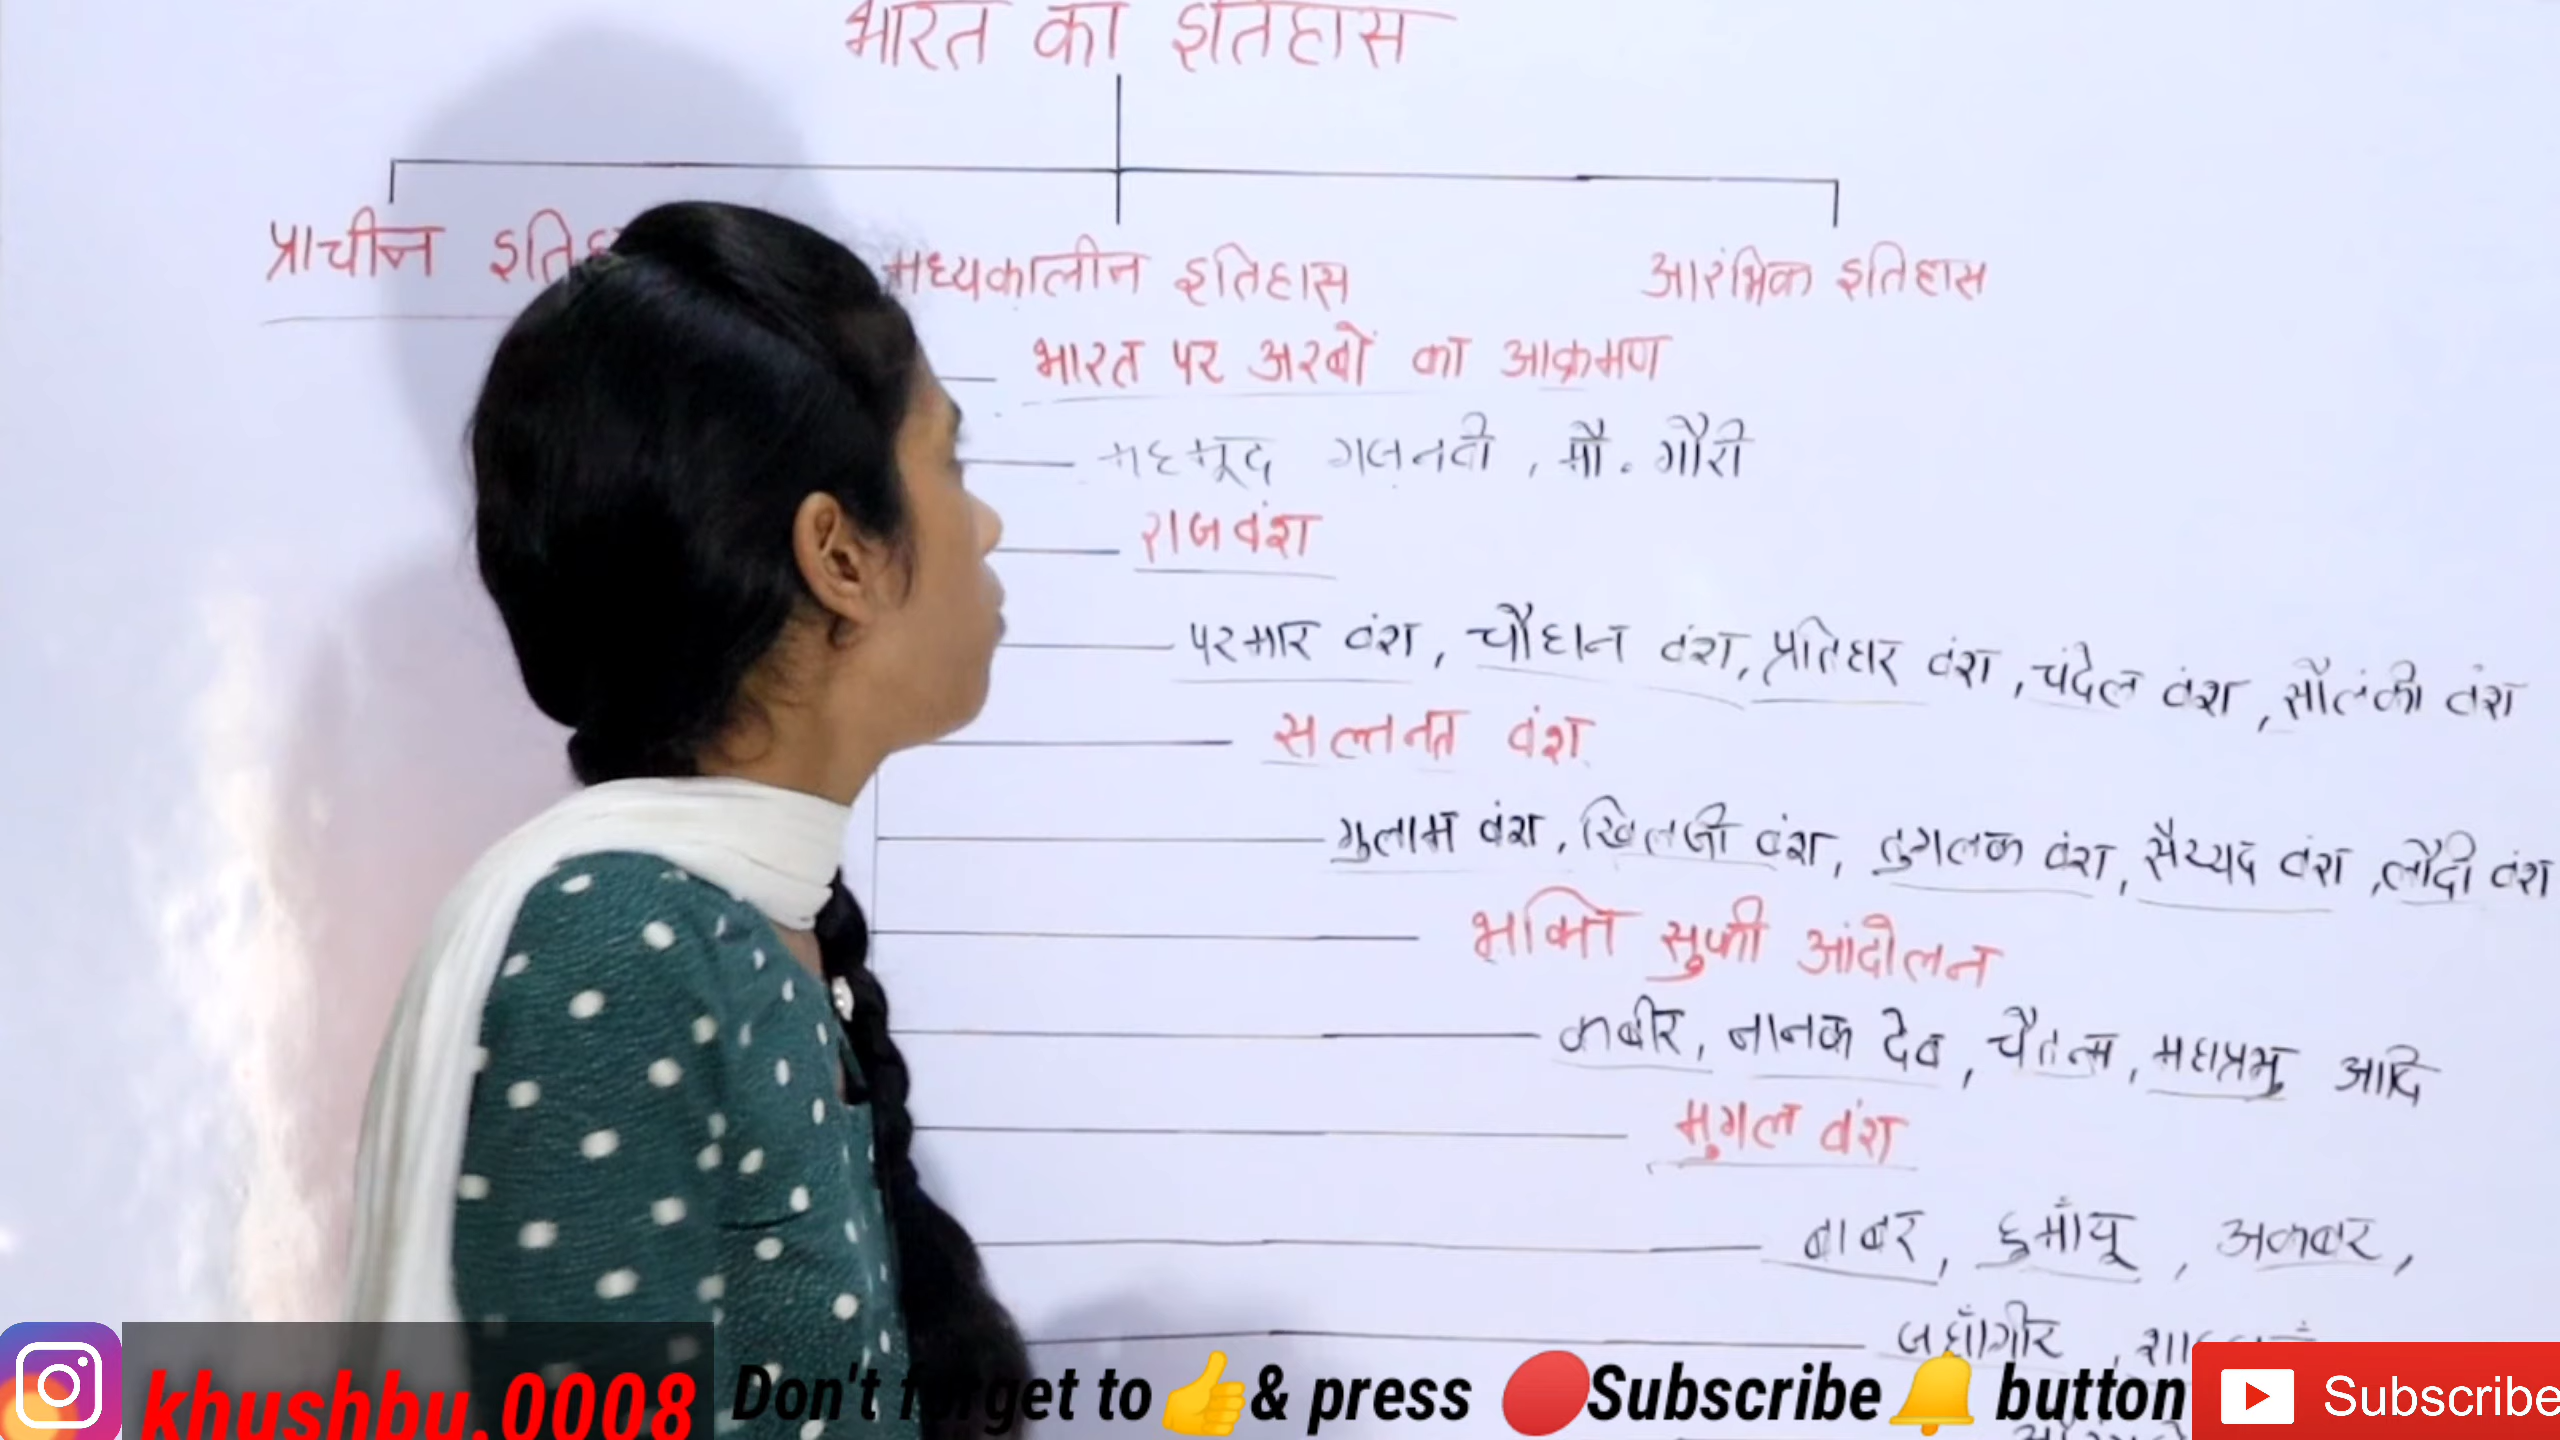 भारत का इतिहास
प्राचीन इति
मध्यकालीन इतिहास
आरंभिक इतिहास
भारत पर अरबों का आक्रमण
महमूद गजनवी, मौ. गौरी
राजवंश
परमार वंश, चौहान वंश, प्रतिहार वंश, चंदेल वंश, सौलंकी वंश
सल्तनत वंश
गुलाम वंश, खिलजी वंश, तुगलक वंश, सैय्यद वंश, लौदी वंश
भक्ति सुफी आंदोलन
कबीर, नानक देव, चैतन्य, महाप्रभु आदि
मुगल वंश
बाबर, हुमाँयू, अकबर,
जहाँगीर,
khushbu.0008
Don't forget to 👍 & press 🔴 Subscribe 🔔 button
Subscribe